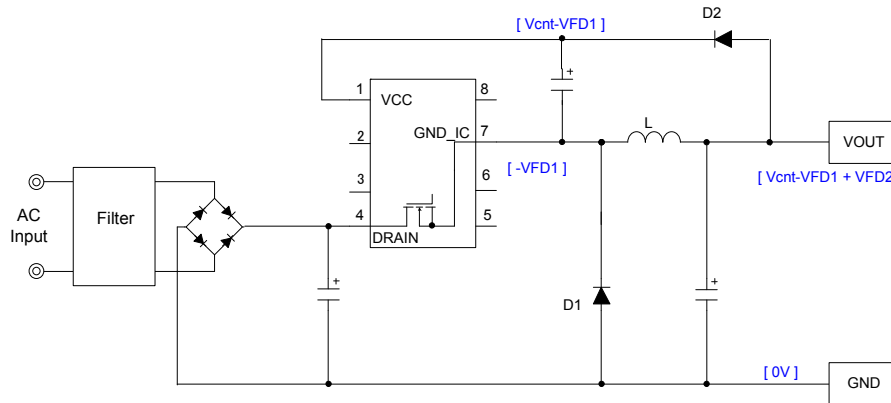 [ Vcnt-VFD1]
D2
+
1
VCC
8
GND_IC
7
L
VOUT
2
[ -VFD1]
[ Vcnt-VFD1 + VFD2
3
6
AC
Input
Filter
4
DRAIN
5
+
D1
+
[ 0V ]
GND